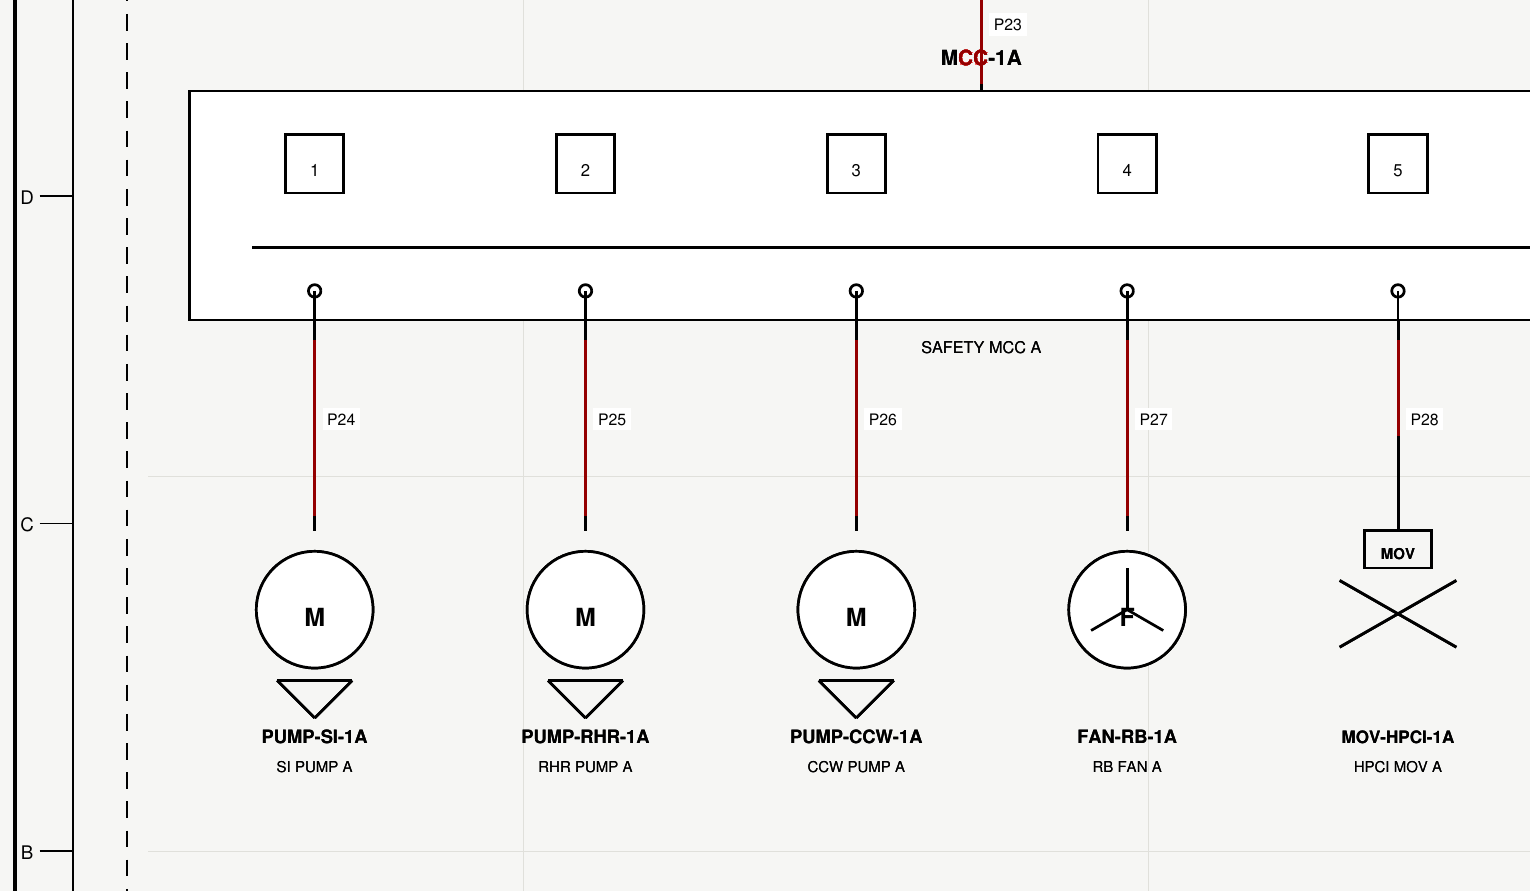 P23
MCC-1A
1 2 3 4 5
D
SAFETY MCC A
P24 P25 P26 P27 P28
C
MOV
M M M F
PUMP-SI-1A PUMP-RHR-1A PUMP-CCW-1A FAN-RB-1A MOV-HPCI-1A
SI PUMP A RHR PUMP A CCW PUMP A RB FAN A HPCI MOV A
B